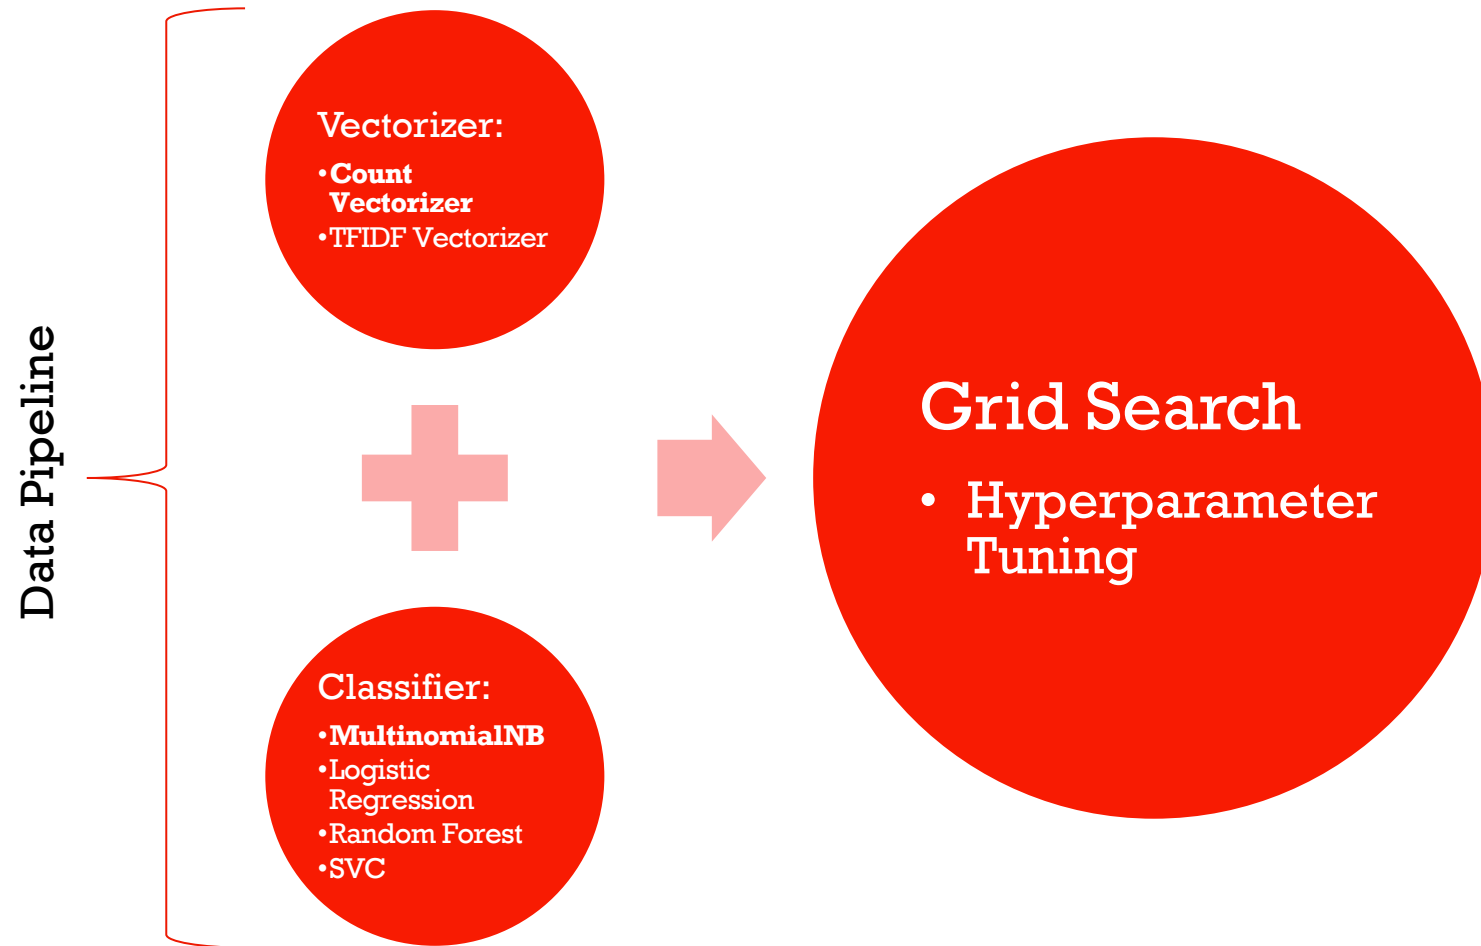 Data Pipeline
Vectorizer:
•Count
Vectorizer
•TFIDF Vectorizer
Classifier:
•MultinomialNB
•Logistic
Regression
•Random Forest
•SVC
Grid Search
• Hyperparameter
Tuning